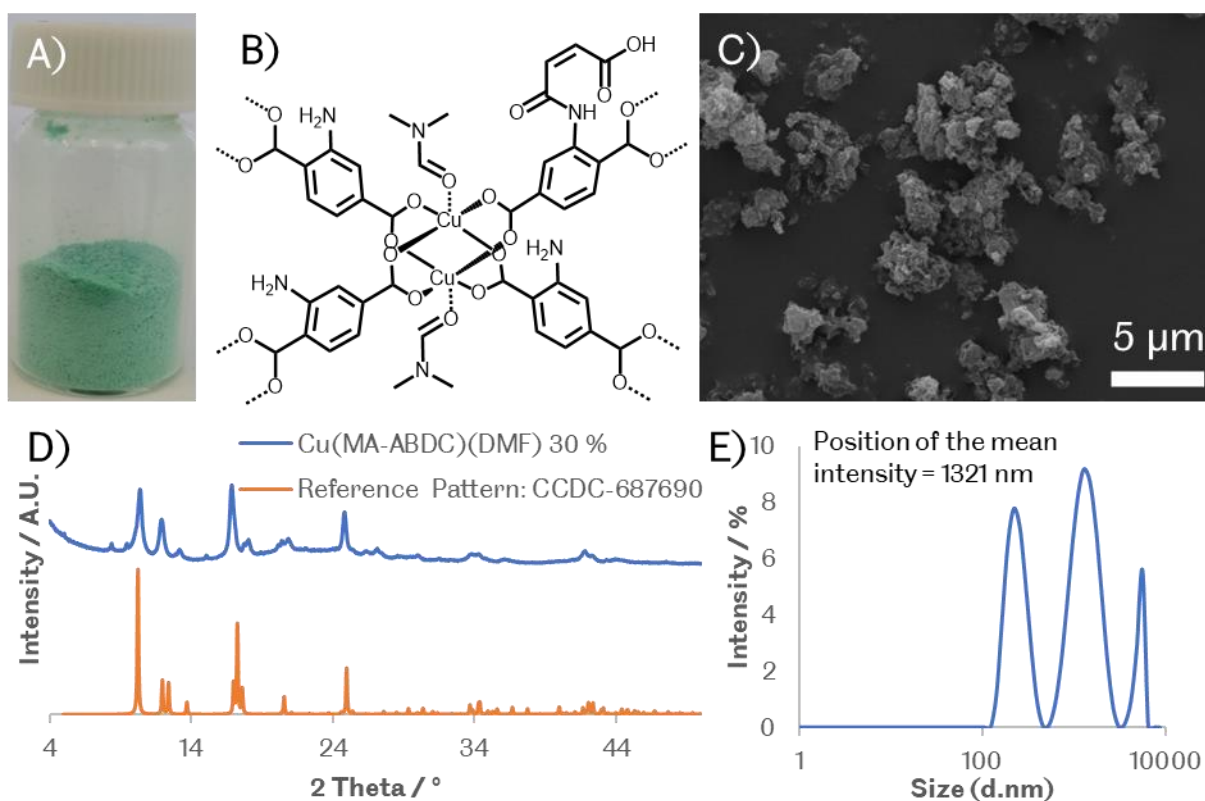 A)
B)
OH
O
O
NH
H₂N
N
O
O
O
O
O
O
O
O
Cu
O
O
O
O
Cu
O
O
H₂N
H₂N
O
O
O
O
O
N
C)
5 µm
D)
Cu(MA-ABDC)(DMF) 30 %
Reference Pattern: CCDC-687690
Intensity / A.U.
4
14
24
34
44
2 Theta / °
E)
Position of the mean
intensity = 1321 nm
Intensity / %
10
8
6
4
2
0
1
100
10000
Size (d.nm)